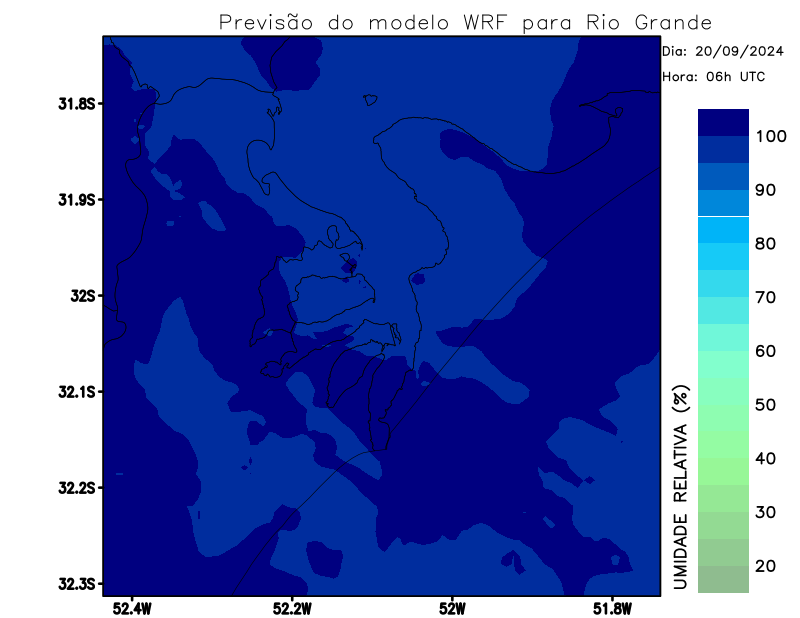 Previsão do modelo WRF para Rio Grande
Dia: 20/09/2024
Hora: 06h UTC
31.8S
31.9S
32S
32.1S
32.2S
32.3S
52.4W
52.2W
52W
51.8W
100
90
80
70
60
50
40
30
20
UMIDADE RELATIVA (%)